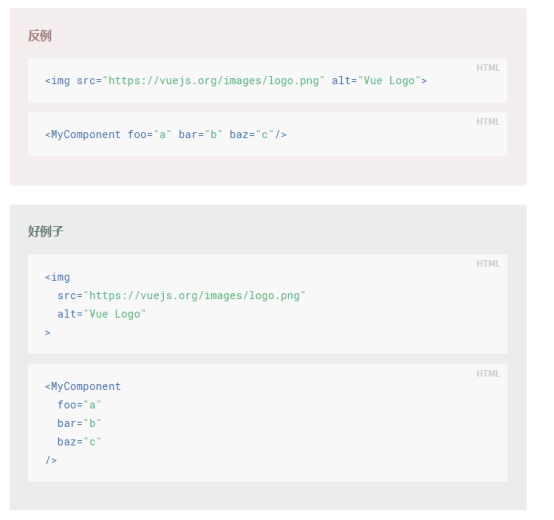 反例
HTML
<img src="https://vuejs.org/images/logo.png" alt="Vue Logo">
HTML
<MyComponent foo="a" bar="b" baz="c"/>
好例子
HTML
<img
  src="https://vuejs.org/images/logo.png"
  alt="Vue Logo"
>
HTML
<MyComponent
  foo="a"
  bar="b"
  baz="c"
/>